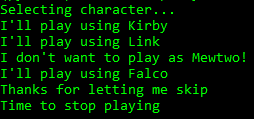 Selecting character...
I'll play using Kirby
I'll play using Link
I don't want to play as Mewtwo!
I'll play using Falco
Thanks for letting me skip
Time to stop playing